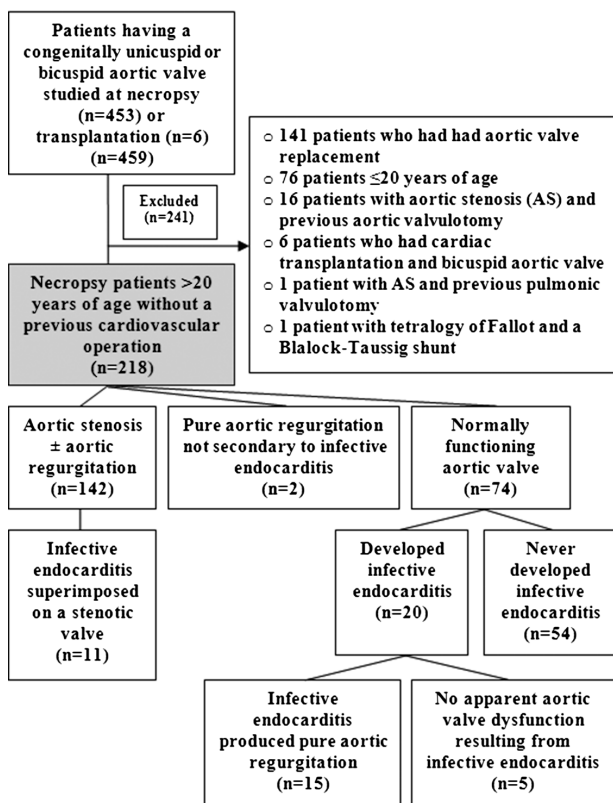 Patients having a
congenitally unicuspid or
bicuspid aortic valve
studied at necropsy
(n=453) or
transplantation (n=6)
(n=459)
Excluded
(n=241)
o 141 patients who had had aortic valve
replacement
o 76 patients ≤20 years of age
o 16 patients with aortic stenosis (AS) and
previous aortic valvulotomy
o 6 patients who had cardiac
transplantation and bicuspid aortic valve
o 1 patient with AS and previous pulmonic
valvulotomy
o 1 patient with tetralogy of Fallot and a
Blalock-Taussig shunt
Necropsy patients >20
years of age without a
previous cardiovascular
operation
(n=218)
Aortic stenosis
± aortic
regurgitation
(n=142)
Pure aortic regurgitation
not secondary to infective
endocarditis
(n=2)
Normally
functioning
aortic valve
(n=74)
Infective
endocarditis
superimposed
on a stenotic
valve
(n=11)
Developed
infective
endocarditis
(n=20)
Never
developed
infective
endocarditis
(n=54)
Infective
endocarditis
produced pure aortic
regurgitation
(n=15)
No apparent aortic
valve dysfunction
resulting from
infective endocarditis
(n=5)